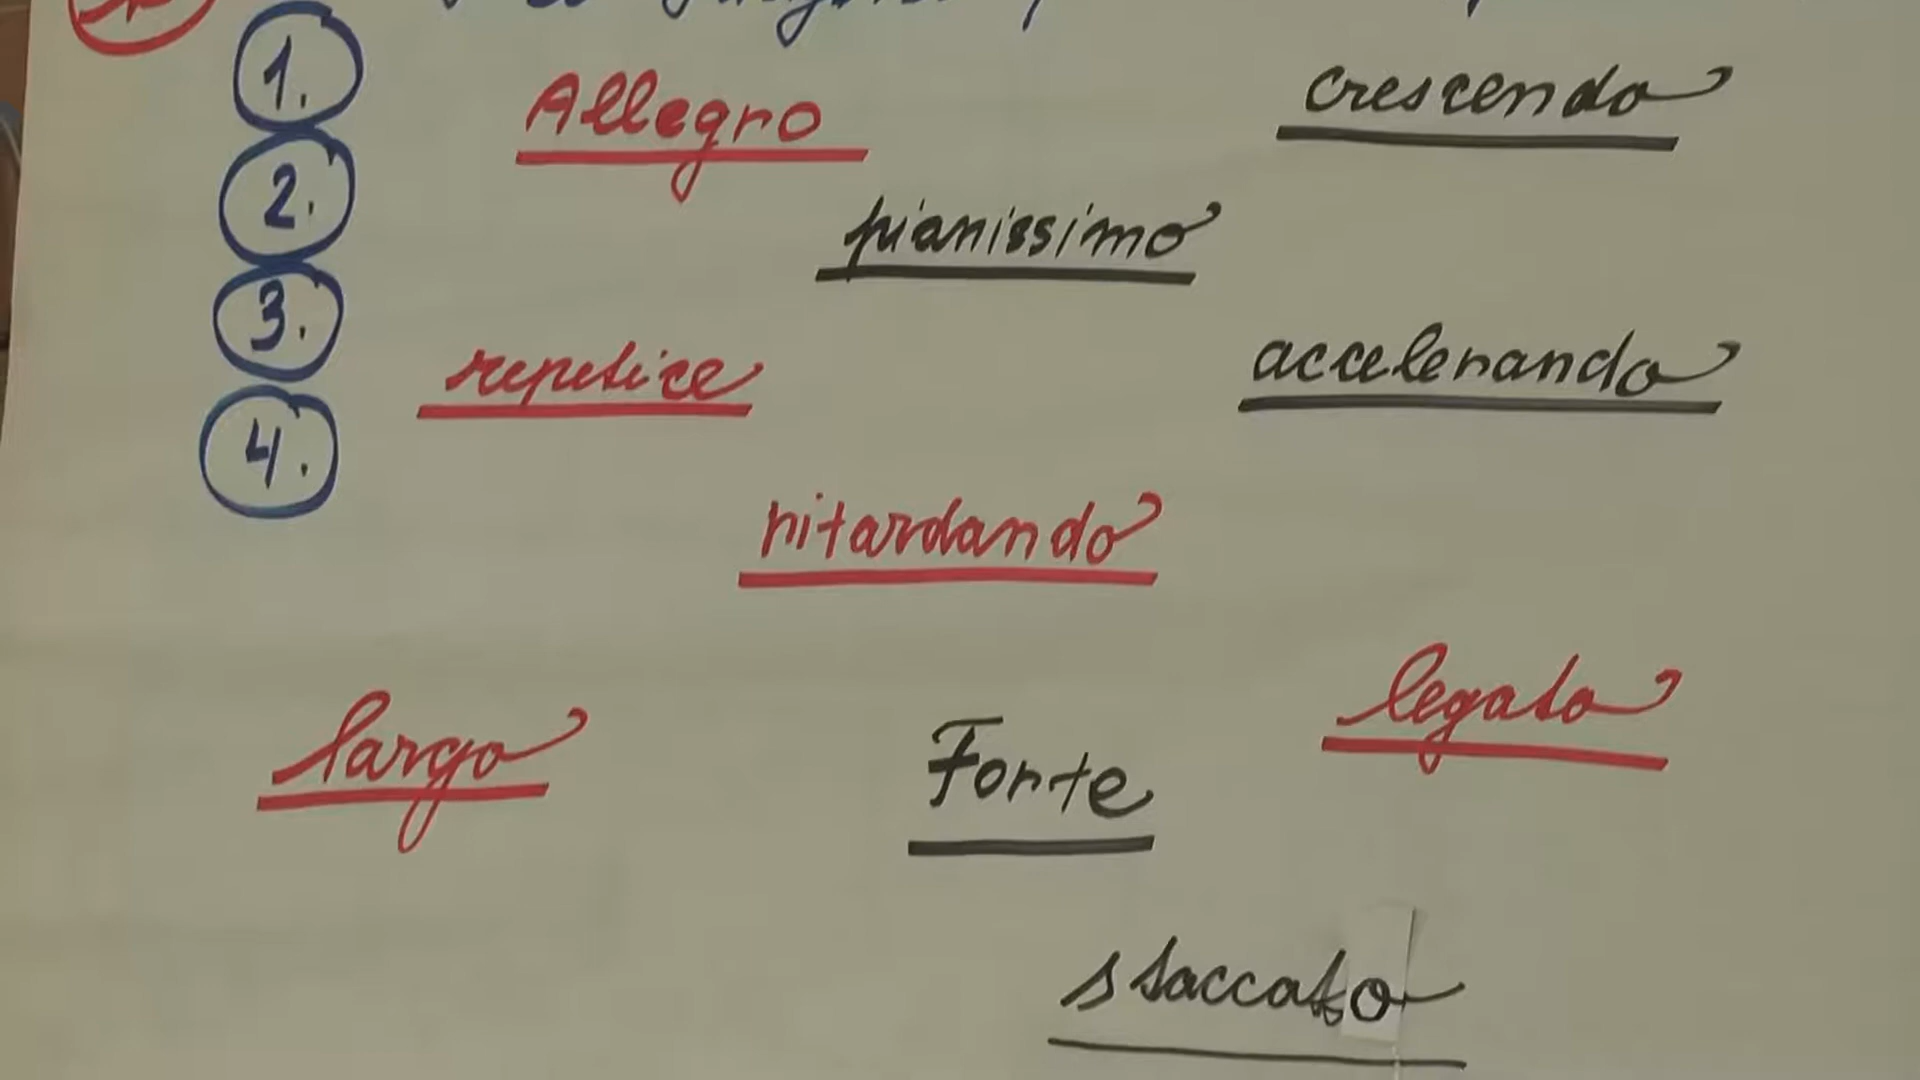 1.
Allegro
crescendo
2.
pianissimo
3.
repetice
accelerando
4.
ritardando
legato
largo
Forte
staccato